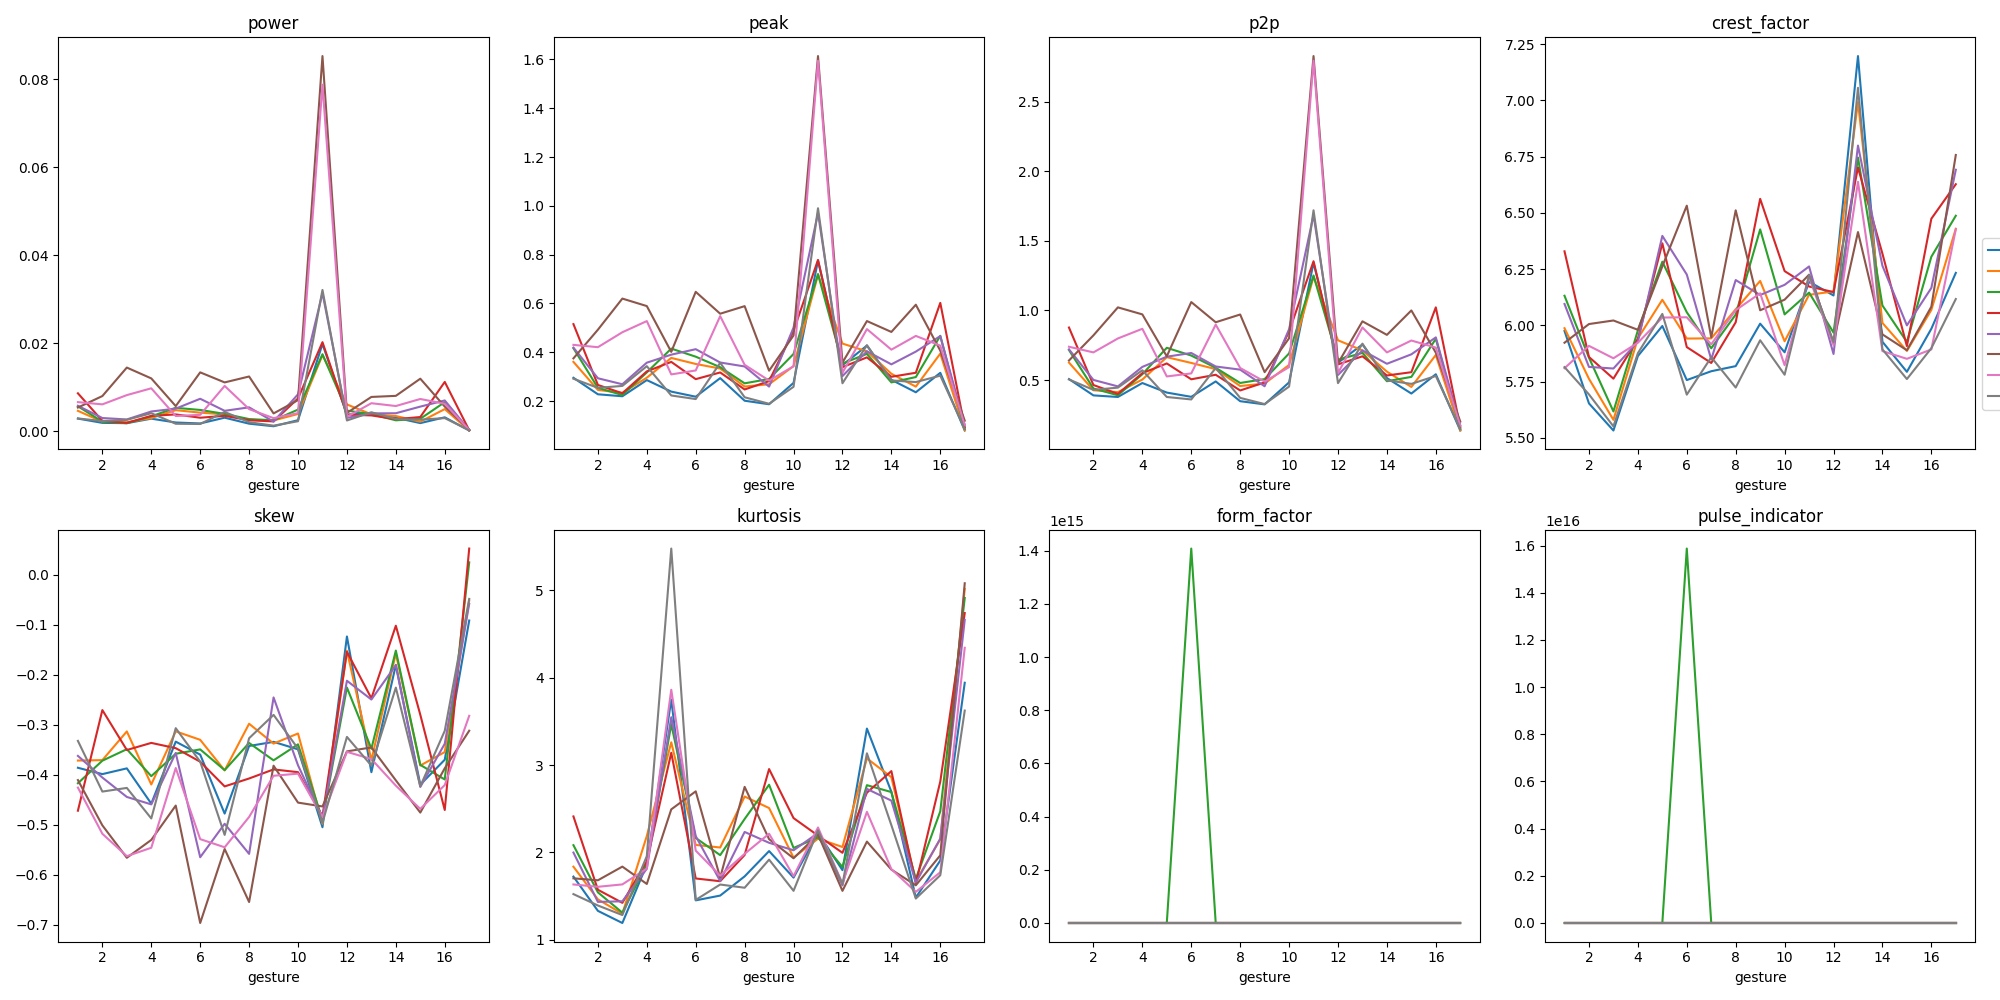 power
peak
p2p
crest_factor
0.08
0.06
0.04
0.02
0.00
1.6
1.4
1.2
1.0
0.8
0.6
0.4
0.2
2.5
2.0
1.5
1.0
0.5
7.25
7.00
6.75
6.50
6.25
6.00
5.75
5.50
2 4 6 8 10 12 14 16
2 4 6 8 10 12 14 16
2 4 6 8 10 12 14 16
2 4 6 8 10 12 14 16
gesture
gesture
gesture
gesture
skew
kurtosis
form_factor
pulse_indicator
1e15
1e16
0.0
−0.1
−0.2
−0.3
−0.4
−0.5
−0.6
−0.7
5
4
3
2
1
1.4
1.2
1.0
0.8
0.6
0.4
0.2
0.0
1.6
1.4
1.2
1.0
0.8
0.6
0.4
0.2
0.0
2 4 6 8 10 12 14 16
2 4 6 8 10 12 14 16
2 4 6 8 10 12 14 16
2 4 6 8 10 12 14 16
gesture
gesture
gesture
gesture